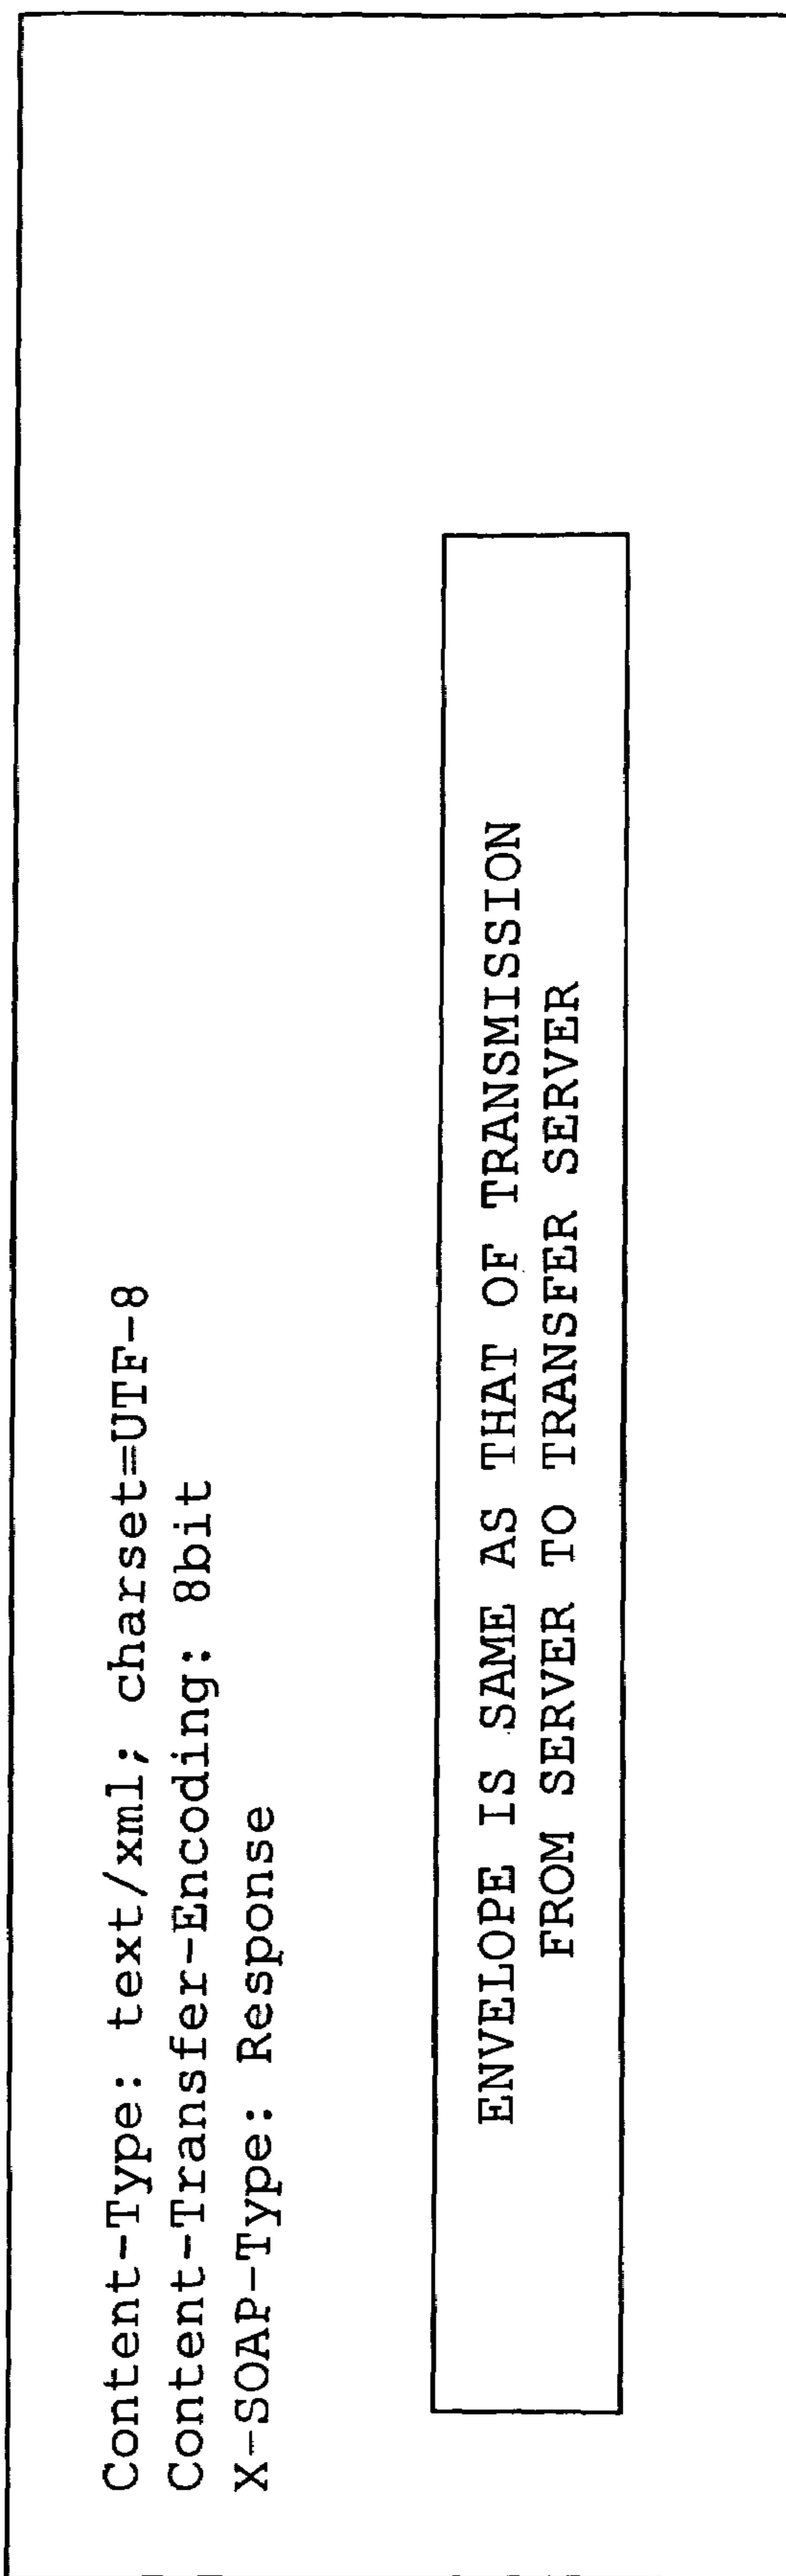 Content-Type: text/xml; charset=UTF-8
Content-Transfer-Encoding: 8bit
X-SOAP-Type: Response
ENVELOPE IS SAME AS THAT OF TRANSMISSION
FROM SERVER TO TRANSFER SERVER